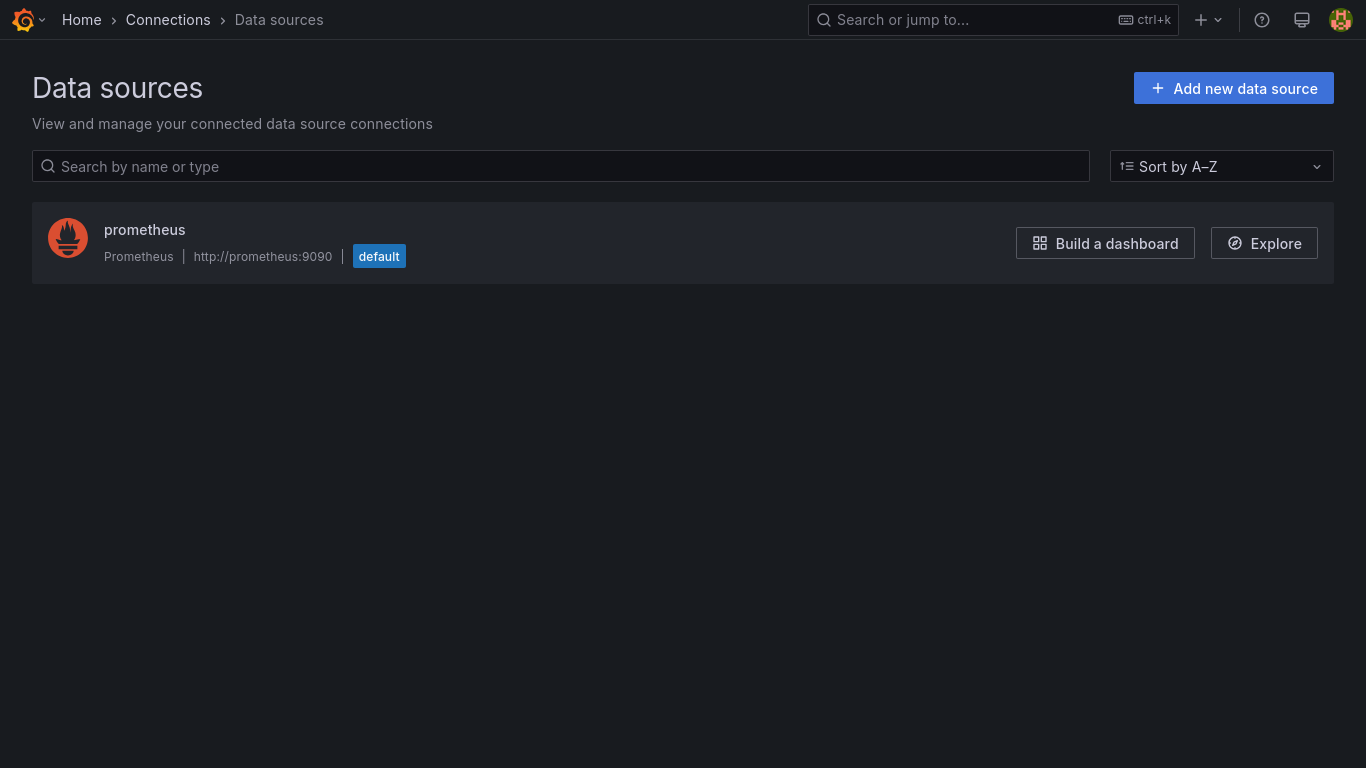 Home > Connections > Data sources
Search or jump to...
ctrl+k
Data sources
Add new data source
View and manage your connected data source connections
Search by name or type
Sort by A–Z
prometheus
Prometheus | http://prometheus:9090 | default
Build a dashboard
Explore